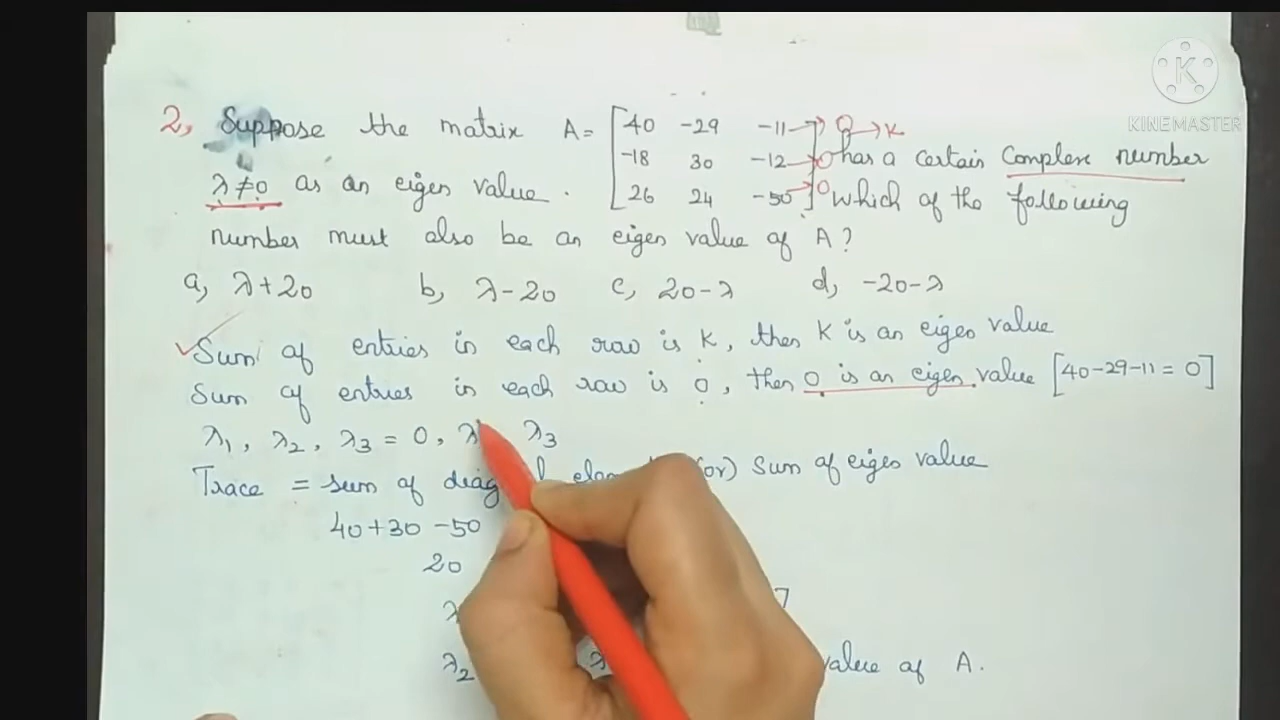 KINEMASTER
2, Suppose the matrix A = [40 -29 -11 → 0 → K
-18 30 -12 → 0 has a certain Complex number
26 24 -50] → 0 which of the following
λ ≠ 0 as an eigen value.
number must also be an eigen value of A?
a, λ+20 b, λ-20 c, 20-λ d, -20-λ
✓Sum of entries in each row is K, then K is an eigen value
Sum of entries in each row is 0, then 0 is an eigen value [40-29-11 = 0]
λ1, λ2, λ3 = 0, λ λ3
Trace = sum of (or) Sum of eigen value
40+30-50
20
λ
λ2 λ value of A.